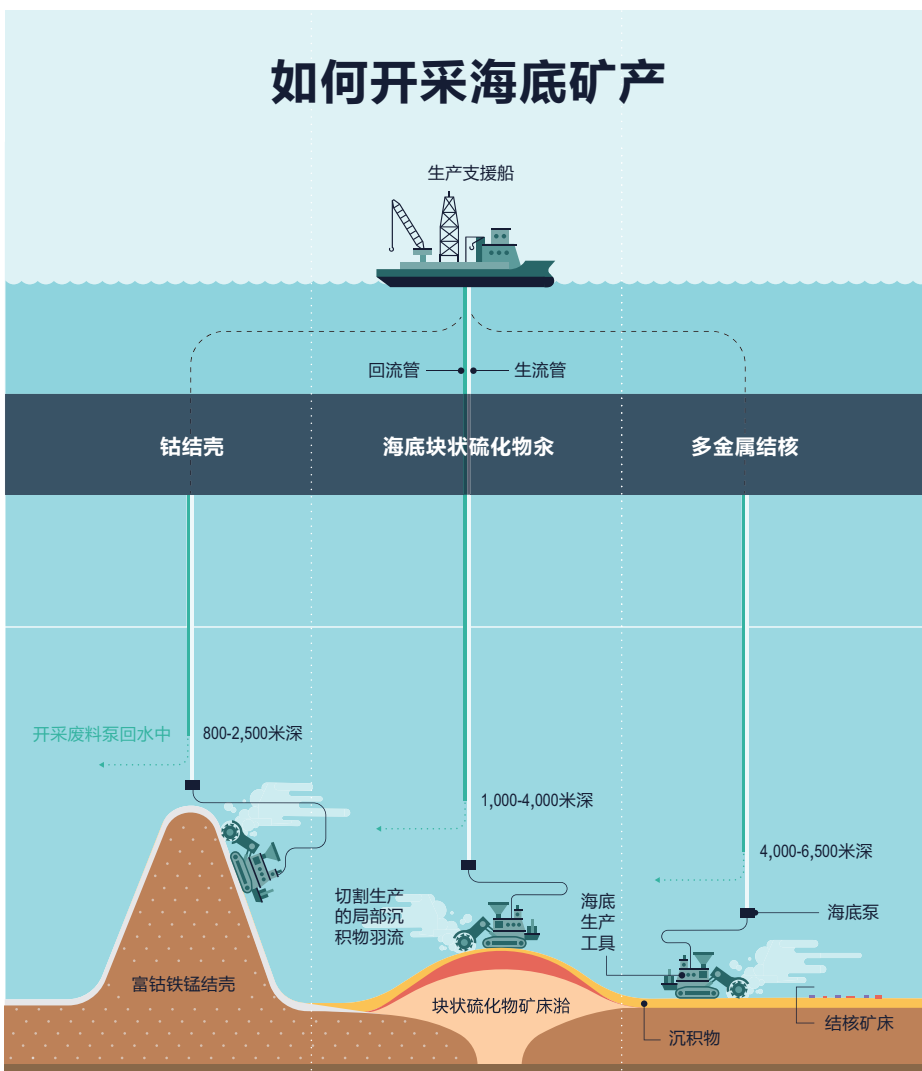 如何开采海底矿产
生产支援船
回流管
生流管
钴结壳
海底块状硫化物汆
多金属结核
开采废料泵回水中
800-2,500米深
1,000-4,000米深
4,000-6,500米深
切割生产
的局部沉
积物羽流
海底
生产
工具
海底泵
富钴铁锰结壳
块状硫化物矿床湁
结核矿床
沉积物